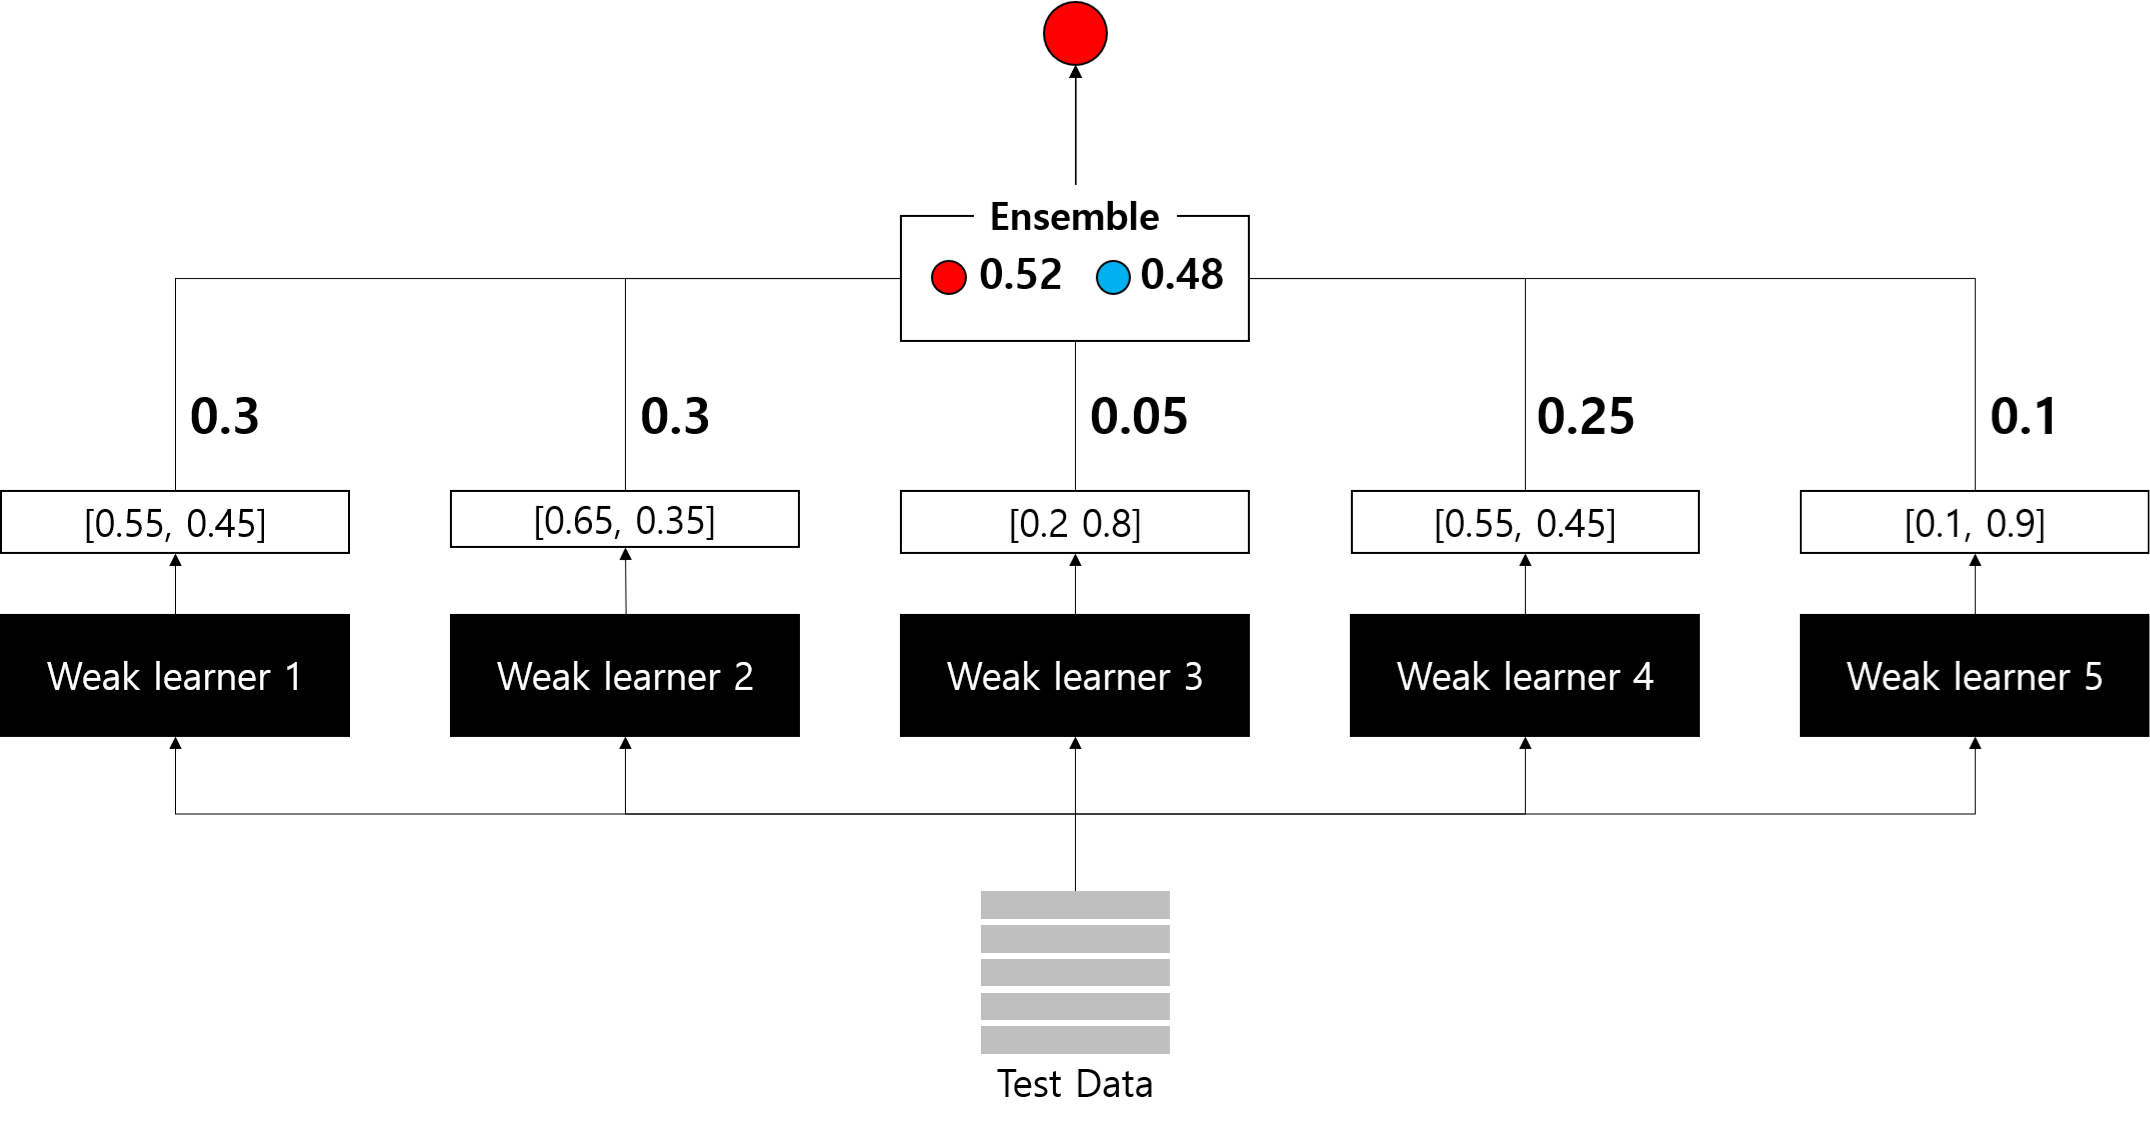 Ensemble
0.52 0.48
0.3 0.3 0.05 0.25 0.1
[0.55, 0.45] [0.65, 0.35] [0.2 0.8] [0.55, 0.45] [0.1, 0.9]
Weak learner 1 Weak learner 2 Weak learner 3 Weak learner 4 Weak learner 5
Test Data